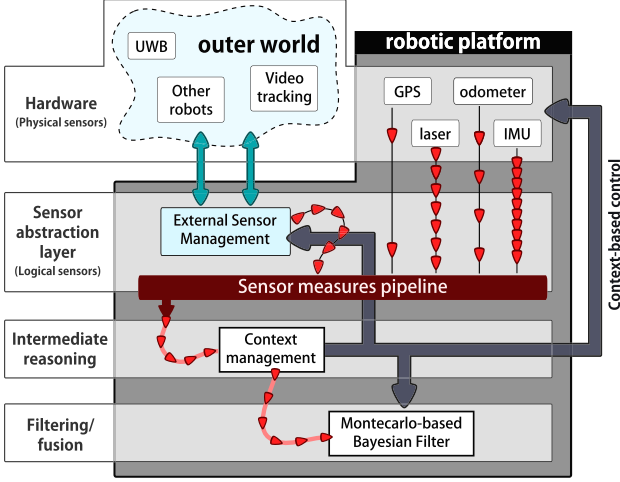 outer world
UWB
Other
robots
Video
tracking
robotic platform
GPS
odometer
laser
IMU
Hardware
(Physical sensors)
Sensor
abstraction
layer
(Logical sensors)
External Sensor
Management
Sensor measures pipeline
Context-based control
Intermediate
reasoning
Context
management
Filtering/
fusion
Montecarlo-based
Bayesian Filter